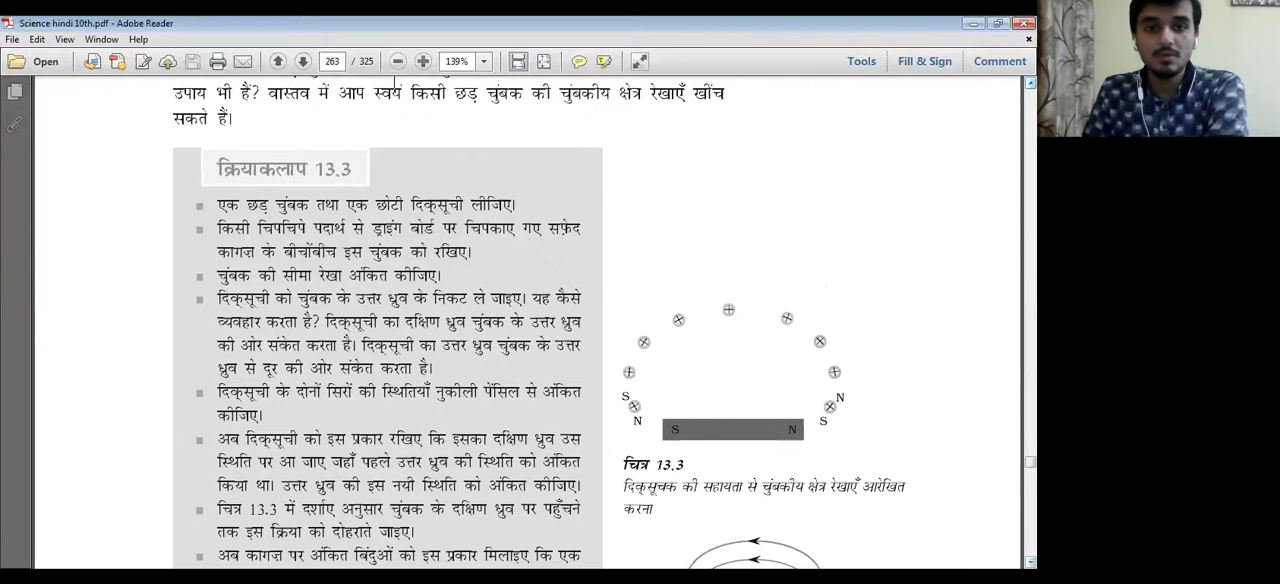 Science hindi 10th.pdf - Adobe Reader
File Edit View Window Help
Open 263 / 325 139% Tools Fill & Sign Comment
उपाय भी हैं? वास्तव में आप स्वयं किसी छड़ चुंबक की चुंबकीय क्षेत्र रेखाएँ खींच
सकते हैं।
क्रियाकलाप 13.3
एक छड़ चुंबक तथा एक छोटी दिक्‌सूची लीजिए।
किसी चिपचिपे पदार्थ से ड्राइंग बोर्ड पर चिपकाए गए सफ़ेद
कागज़ के बीचोंबीच इस चुंबक को रखिए।
चुंबक की सीमा रेखा अंकित कीजिए।
दिक्‌सूची को चुंबक के उत्तर ध्रुव के निकट ले जाइए। यह कैसे
व्यवहार करता है? दिक्‌सूची का दक्षिण ध्रुव चुंबक के उत्तर ध्रुव
की ओर संकेत करता है। दिक्‌सूची का उत्तर ध्रुव चुंबक के उत्तर
ध्रुव से दूर की ओर संकेत करता है।
दिक्‌सूची के दोनों सिरों की स्थितियाँ नुकीली पेंसिल से अंकित
कीजिए।
अब दिक्‌सूची को इस प्रकार रखिए कि इसका दक्षिण ध्रुव उस
स्थिति पर आ जाए जहाँ पहले उत्तर ध्रुव की स्थिति को अंकित
किया था। उत्तर ध्रुव की इस नयी स्थिति को अंकित कीजिए।
चित्र 13.3 में दर्शाए अनुसार चुंबक के दक्षिण ध्रुव पर पहुँचने
तक इस क्रिया को दोहराते जाइए।
अब कागज़ पर अंकित बिंदुओं को इस प्रकार मिलाइए कि एक
S N
N S
S N
चित्र 13.3
दिक्‌सूचक की सहायता से चुंबकीय क्षेत्र रेखाएँ आरेखित
करना